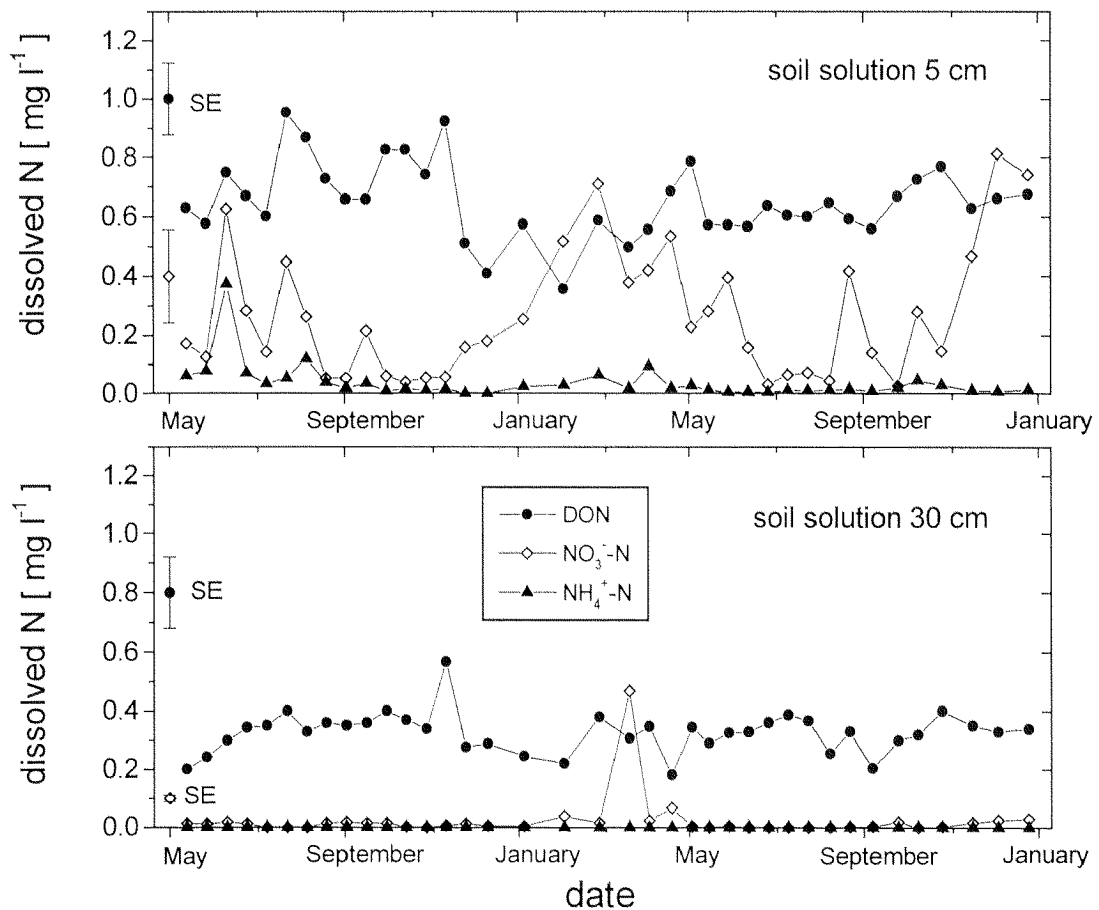 dissolved N [ mg l⁻¹ ]
1.2
1.0
0.8
0.6
0.4
0.2
0.0
SE
soil solution 5 cm
May September January May September January
dissolved N [ mg l⁻¹ ]
1.2
1.0
0.8
0.6
0.4
0.2
0.0
SE
SE
DON
NO₃⁻-N
NH₄⁺-N
soil solution 30 cm
May September January May September January
date